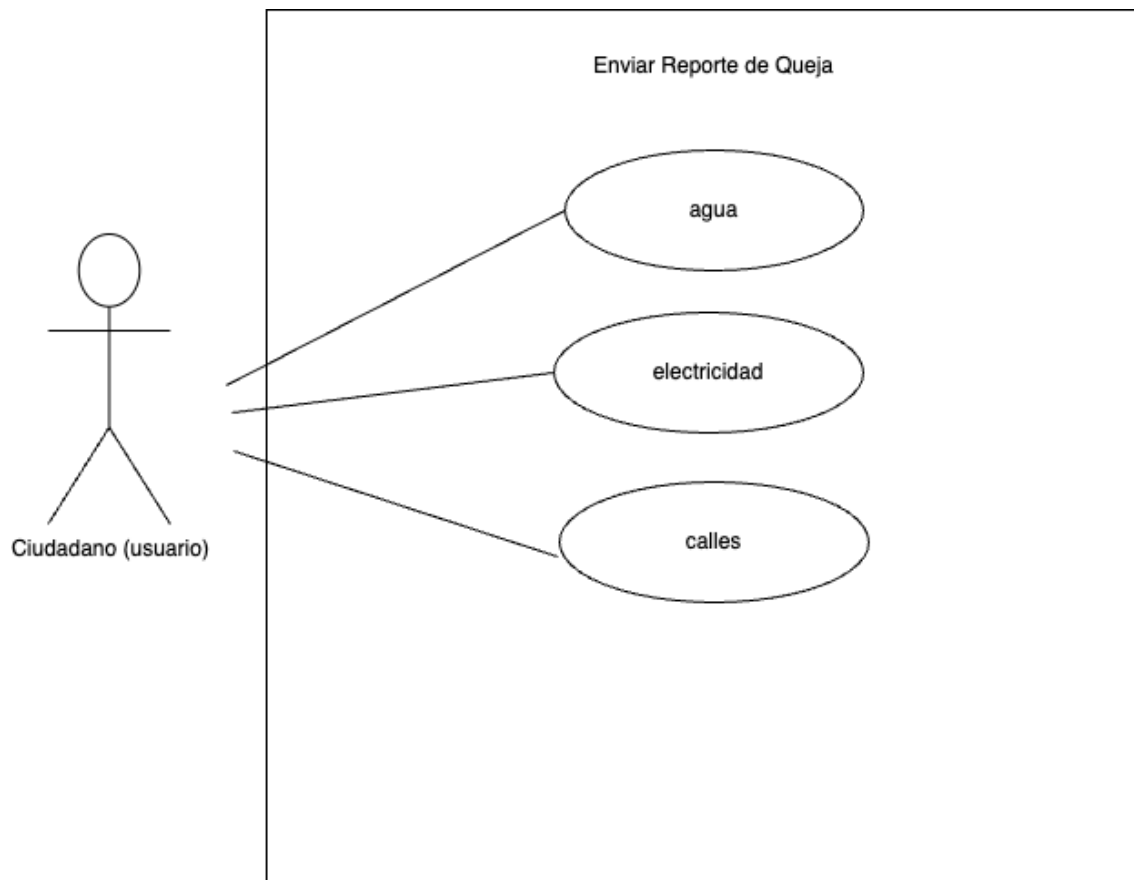 Enviar Reporte de Queja
agua
electricidad
calles
Ciudadano (usuario)